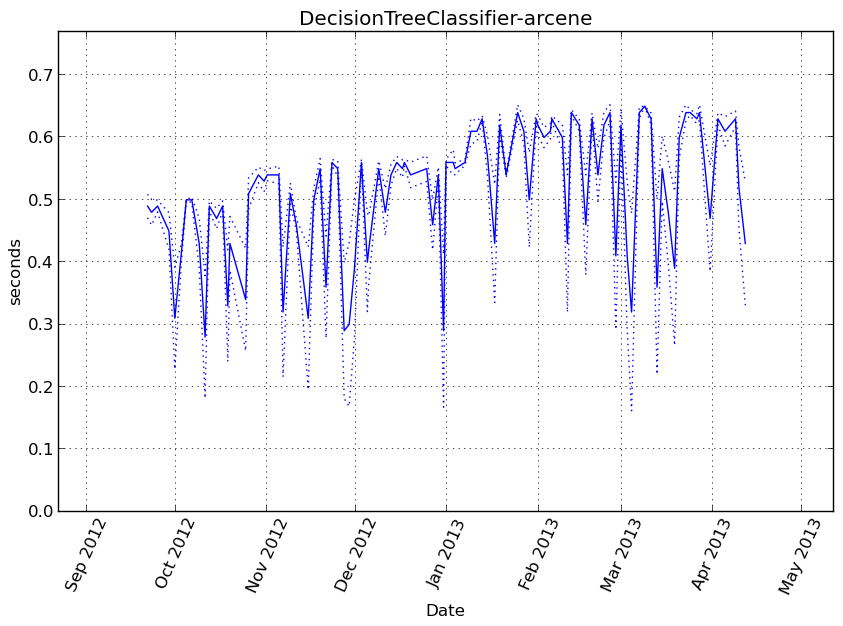 DecisionTreeClassifier-arcene
0.7
0.6
0.5
0.4
0.3
0.2
0.1
0.0
seconds
Sep 2012
Oct 2012
Nov 2012
Dec 2012
Jan 2013
Feb 2013
Mar 2013
Apr 2013
May 2013
Date